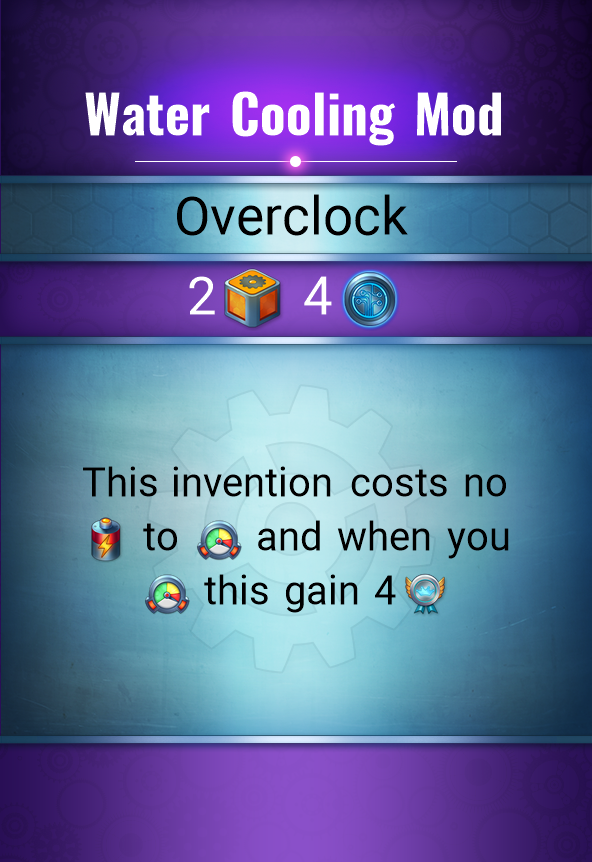 Water Cooling Mod
Overclock
2 4
This invention costs no
to and when you
this gain 4